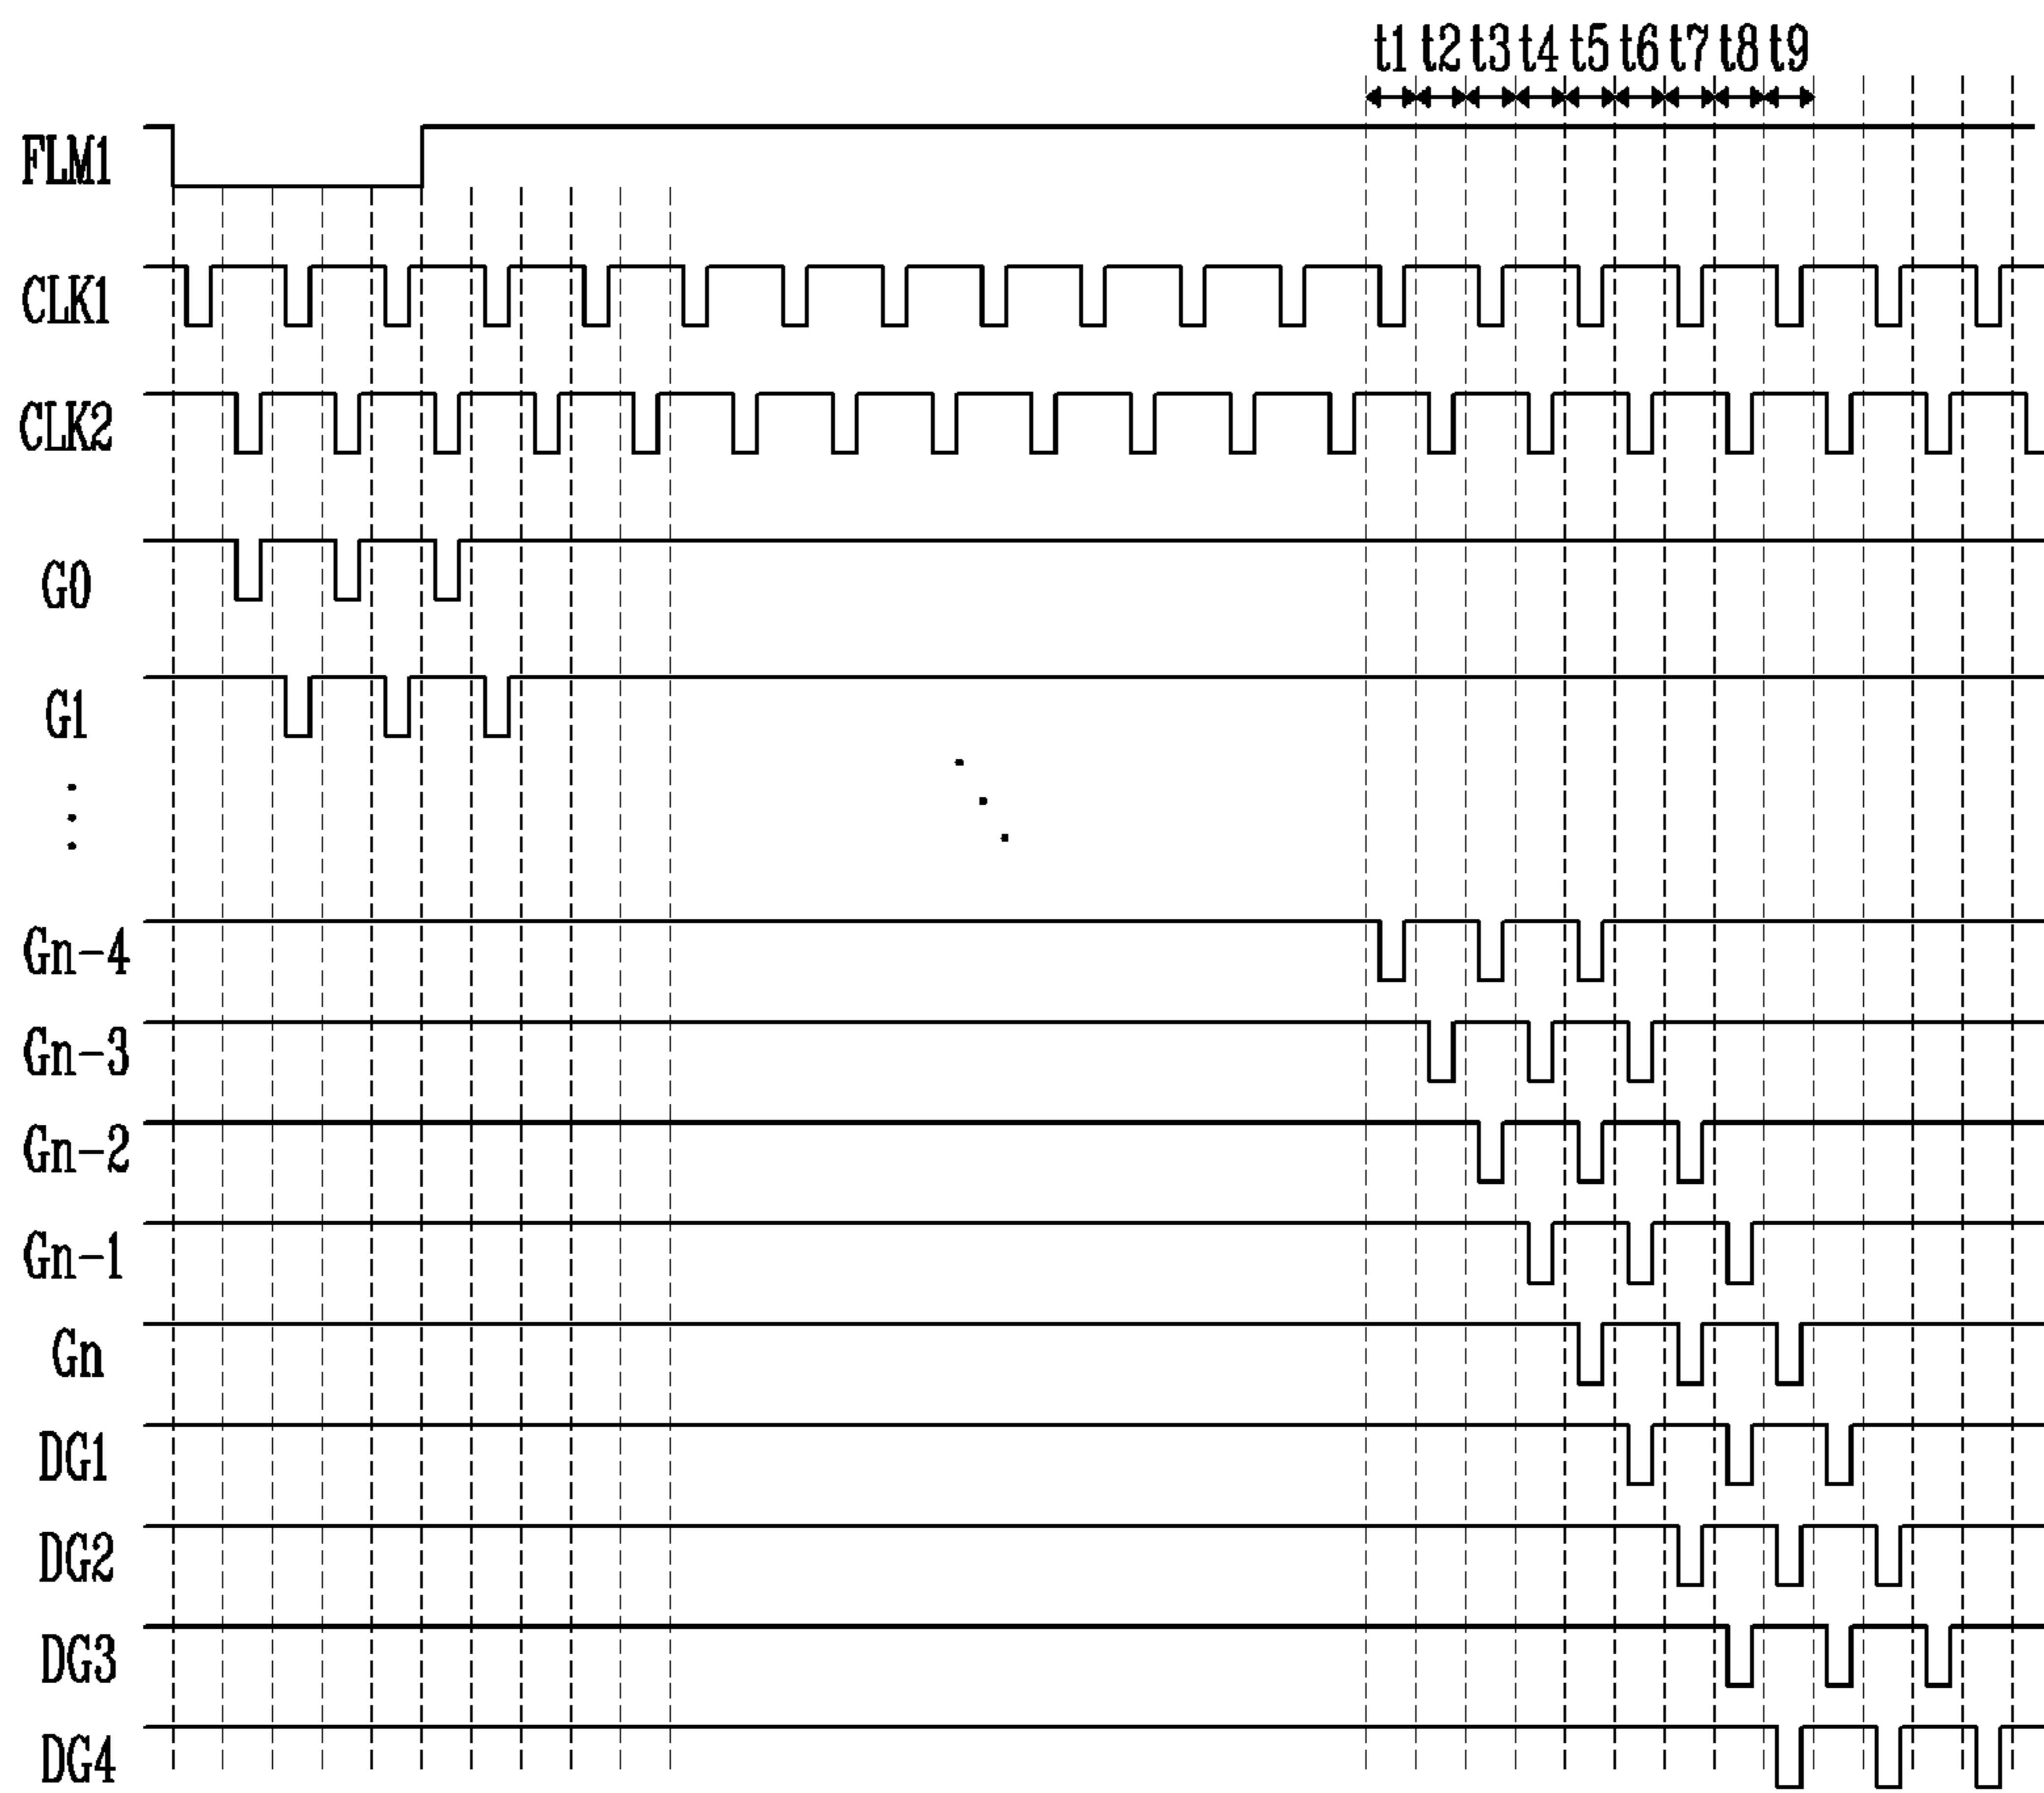 t1 t2 t3 t4 t5 t6 t7 t8 t9
FLM1
CLK1
CLK2
G0
G1
Gn-4
Gn-3
Gn-2
Gn-1
Gn
DG1
DG2
DG3
DG4